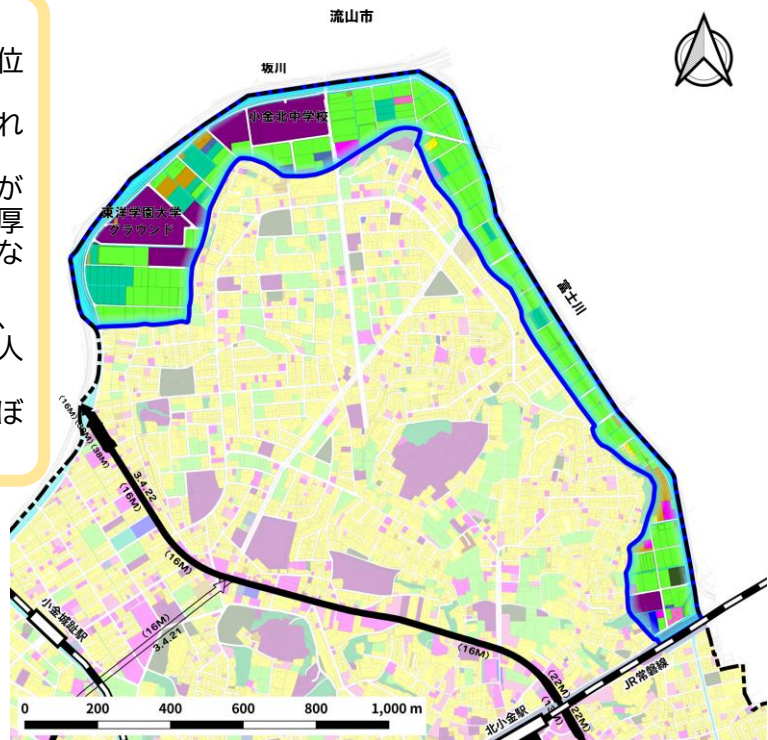 位
れ
が
厚
な
、
人
ぼ
流山市
坂川
小金北中学校
東洋学園大学
グラウンド
富士川
(16M)
(38M)
3.4.22
(16M)
(16M)
(16M)
3.4.21
(16M)
(22M)
(22M)
小金城趾駅
北小金駅
JR常磐線
0 200 400 600 800 1,000 m